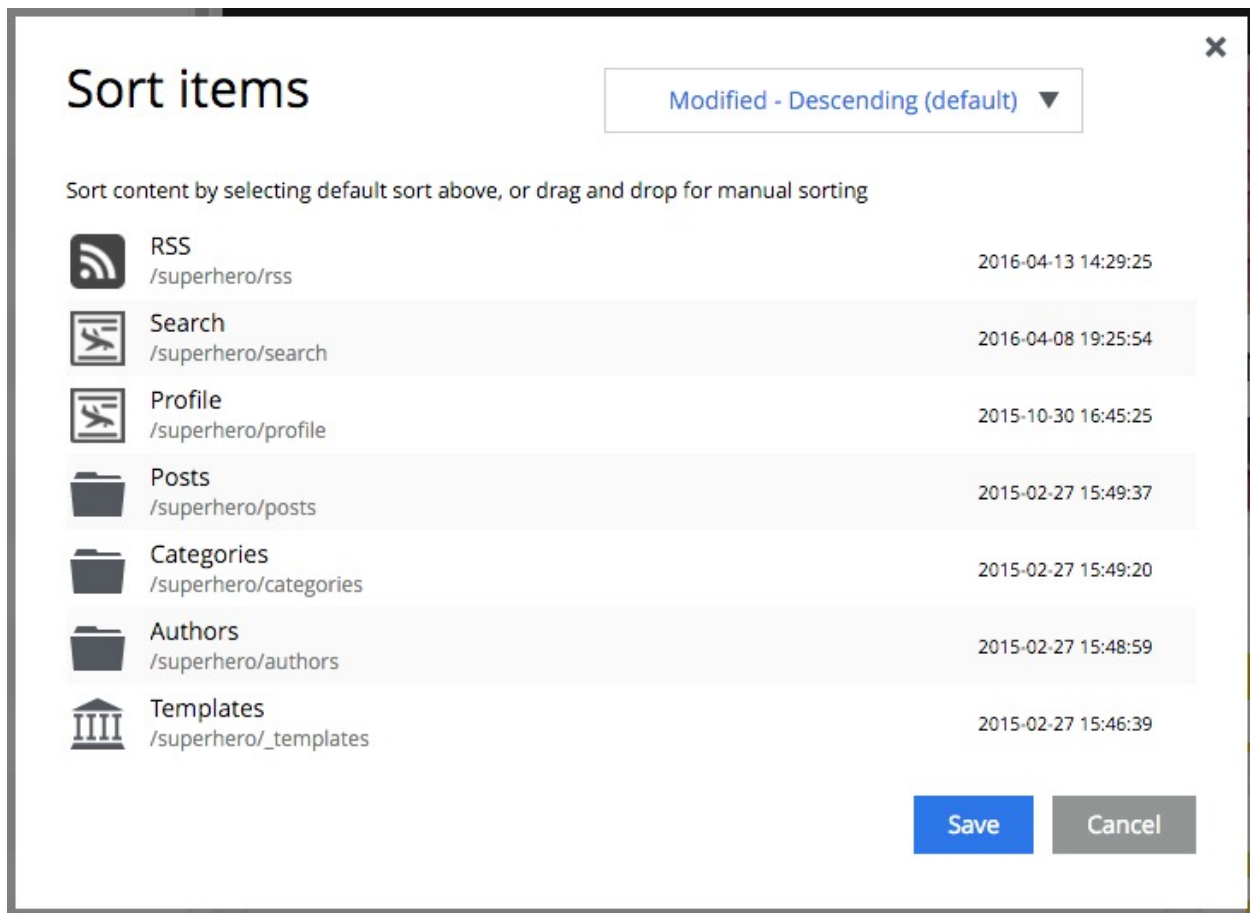 Sort items
Modified - Descending (default)
Sort content by selecting default sort above, or drag and drop for manual sorting
RSS
/superhero/rss
2016-04-13 14:29:25
Search
/superhero/search
2016-04-08 19:25:54
Profile
/superhero/profile
2015-10-30 16:45:25
Posts
/superhero/posts
2015-02-27 15:49:37
Categories
/superhero/categories
2015-02-27 15:49:20
Authors
/superhero/authors
2015-02-27 15:48:59
Templates
/superhero/_templates
2015-02-27 15:46:39
Save
Cancel